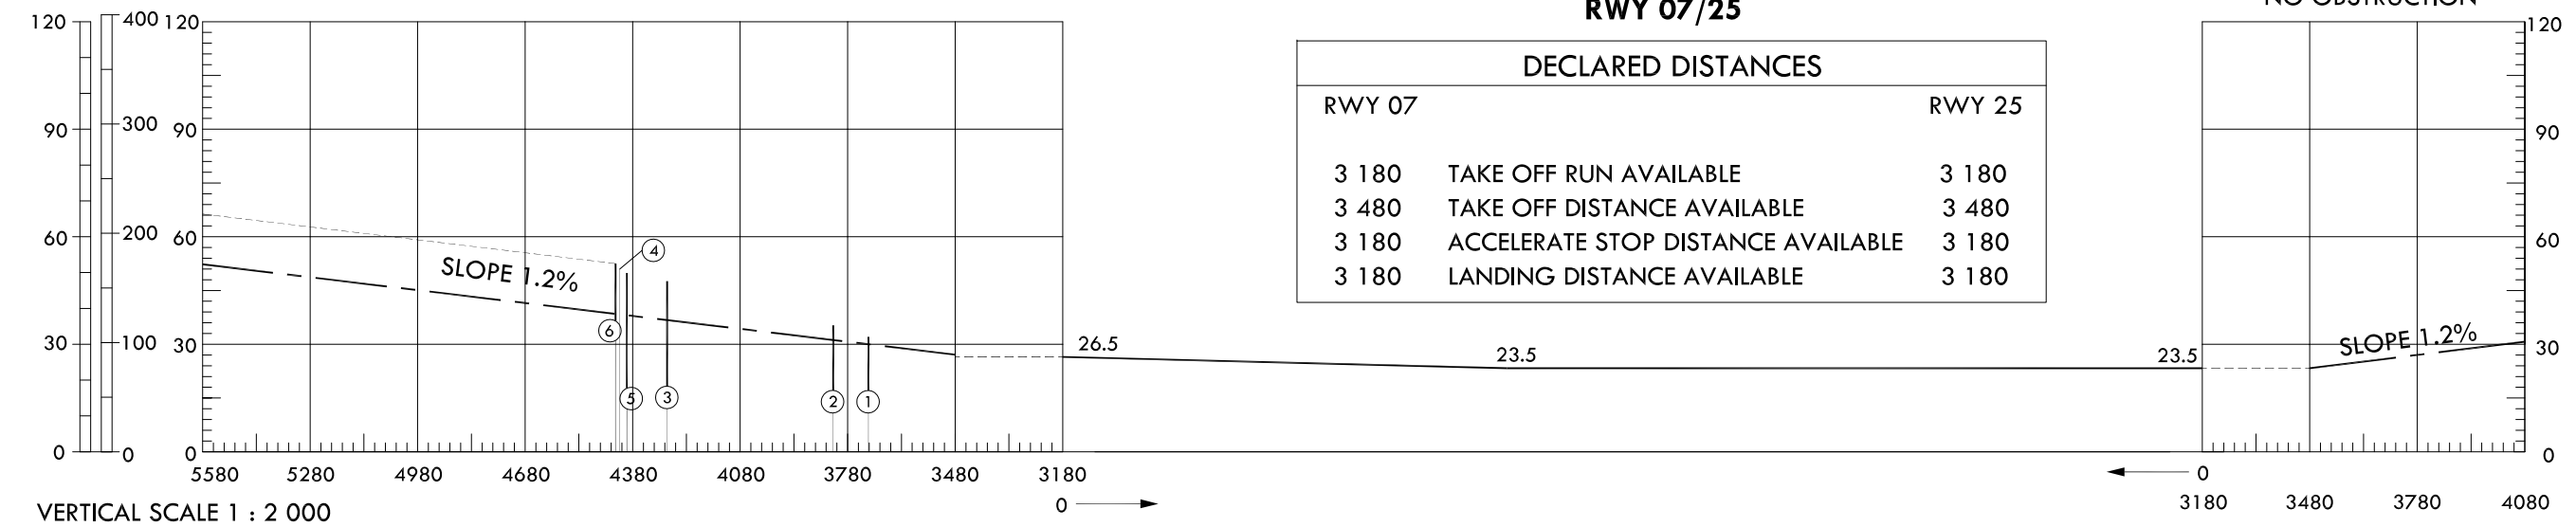 RWY 07/25
NO OBSTRUCTION
DECLARED DISTANCES
RWY 07 RWY 25
3 180 TAKE OFF RUN AVAILABLE 3 180
3 480 TAKE OFF DISTANCE AVAILABLE 3 480
3 180 ACCELERATE STOP DISTANCE AVAILABLE 3 180
3 180 LANDING DISTANCE AVAILABLE 3 180
120 400 120 120
90 300 90 90
60 200 60 60
30 100 30 30
0 0 0 0
SLOPE 1.2%
4
6
5 3 2 1
26.5 23.5 23.5
SLOPE 1.2%
5580 5280 4980 4680 4380 4080 3780 3480 3180
0
0
3180 3480 3780 4080
VERTICAL SCALE 1 : 2 000